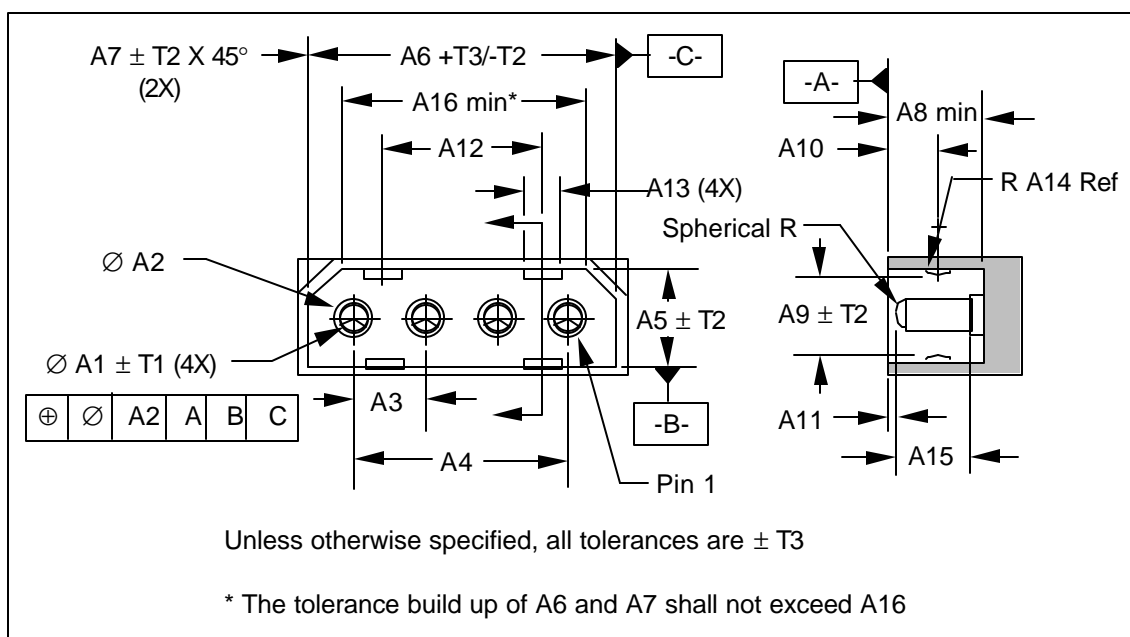 A7 ± T2 X 45°
(2X)
A6 +T3/-T2
-C-
-A-
A16 min*
A8 min
A12
A10
A13 (4X)
R A14 Ref
Spherical R
∅ A2
A5 ± T2
A9 ± T2
∅ A1 ± T1 (4X)
⊕ ∅ A2 A B C
A3
-B-
A11
A4
A15
Pin 1
Unless otherwise specified, all tolerances are ± T3
* The tolerance build up of A6 and A7 shall not exceed A16